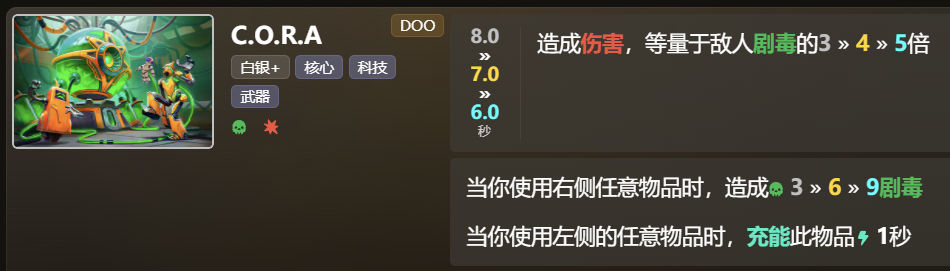 C.O.R.A
DOO
白银+
核心
科技
武器
8.0
»
7.0
»
6.0
秒
造成伤害，等量于敌人剧毒的3 » 4 » 5倍
当你使用右侧任意物品时，造成 3 » 6 » 9剧毒
当你使用左侧的任意物品时，充能此物品 1秒